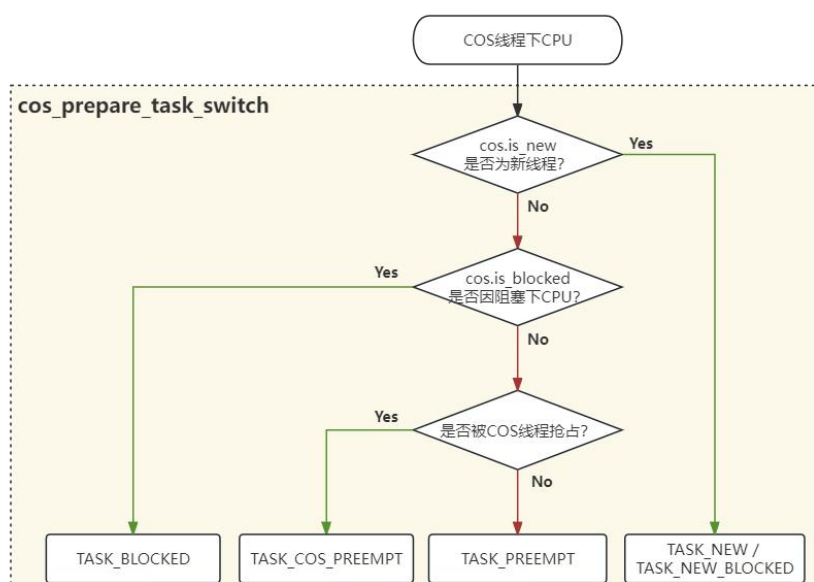 COS线程下CPU
cos_prepare_task_switch
cos.is_new
是否为新线程?
Yes
No
cos.is_blocked
是否因阻塞下CPU?
Yes
No
是否被COS线程抢占?
Yes
No
TASK_BLOCKED
TASK_COS_PREEMPT
TASK_PREEMPT
TASK_NEW /
TASK_NEW_BLOCKED